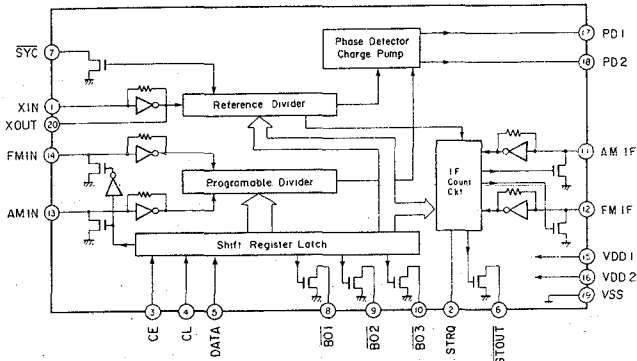 SYC 7
XIN 1
XOUT 20
FMIN 14
AMIN 13
Phase Detector
Charge Pump
Reference Divider
Programable Divider
Shift Register Latch
IF
Count
Ckt
17 PD1
18 PD2
11 AM IF
12 FM IF
15 VDD1
16 VDD2
19 VSS
3 4 5 8 9 10 2 6
CE CL DATA BO1 BO2 BO3 STRQ STOUT